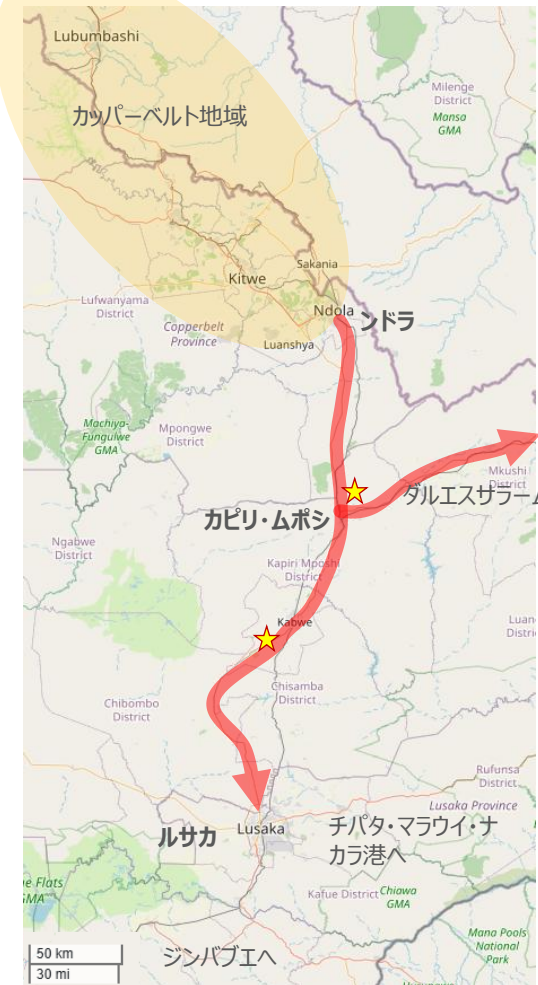 Lubumbashi
カッパーベルト地域
Milenge
District
Mansa
GMA
Sakania
Kitwe
Lufwanyama
District
Ndola
ンドラ
Copperbelt
Province
Luanshya
Machiya-
Fungulwe
GMA
Mpongwe
District
Mkushi
District
ダルエスサラーム
カピリ・ムポシ
Ngabwe
District
Kapiri Mposhi
District
Kabwe
Chisamba
District
Chibombo
District
Rufunsa
District
Lusaka Province
ルサカ
Lusaka
チパタ・マラウイ・ナ
カラ港へ
Kafue District
Chiawa
GMA
Mana Pools
National
Park
50 km
30 mi
ジンバブエへ